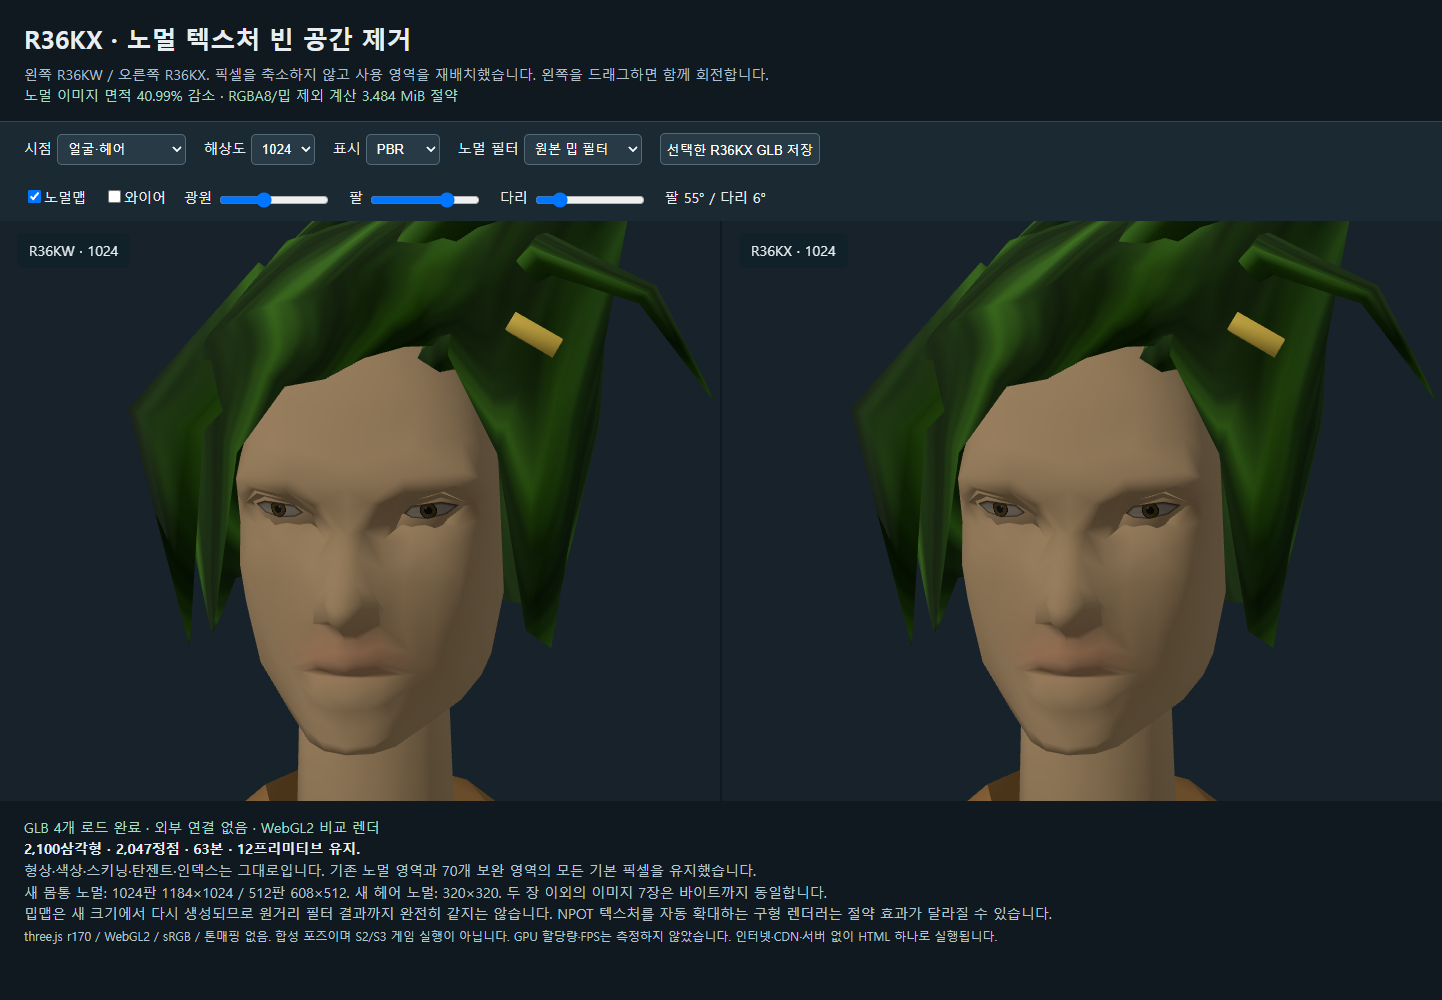 R36KX · 노멀 텍스처 빈 공간 제거
왼쪽 R36KW / 오른쪽 R36KX. 픽셀을 축소하지 않고 사용 영역을 재배치했습니다. 왼쪽을 드래그하면 함께 회전합니다.
노멀 이미지 면적 40.99% 감소 · RGBA8/밉 제외 계산 3.484 MiB 절약
시점 얼굴·헤어 해상도 1024 표시 PBR 노멀 필터 원본 밉 필터 선택한 R36KX GLB 저장
노멀맵 와이어 광원 팔 다리 팔 55° / 다리 6°
R36KW · 1024
R36KX · 1024
GLB 4개 로드 완료 · 외부 연결 없음 · WebGL2 비교 렌더
2,100삼각형 · 2,047정점 · 63본 · 12프리미티브 유지.
형상·색상·스키닝·탄젠트·인덱스는 그대로입니다. 기존 노멀 영역과 70개 보완 영역의 모든 기본 픽셀을 유지했습니다.
새 몸통 노멀: 1024판 1184×1024 / 512판 608×512. 새 헤어 노멀: 320×320. 두 장 이외의 이미지 7장은 바이트까지 동일합니다.
밉맵은 새 크기에서 다시 생성되므로 원거리 필터 결과까지 완전히 같지는 않습니다. NPOT 텍스처를 자동 확대하는 구형 렌더러는 절약 효과가 달라질 수 있습니다.
three.js r170 / WebGL2 / sRGB / 톤매핑 없음. 합성 포즈이며 S2/S3 게임 실행이 아닙니다. GPU 할당량·FPS는 측정하지 않았습니다. 인터넷·CDN·서버 없이 HTML 하나로 실행됩니다.